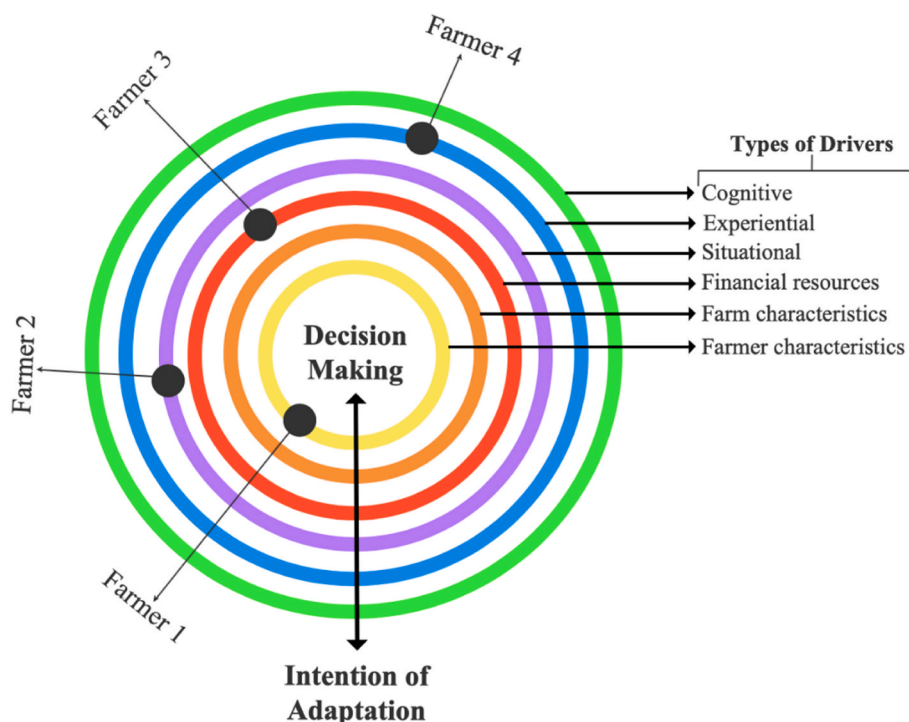 Farmer 4
Farmer 3
Types of Drivers
Cognitive
Experiential
Situational
Financial resources
Farm characteristics
Farmer characteristics
Decision
Making
Farmer 2
Farmer 1
Intention of
Adaptation